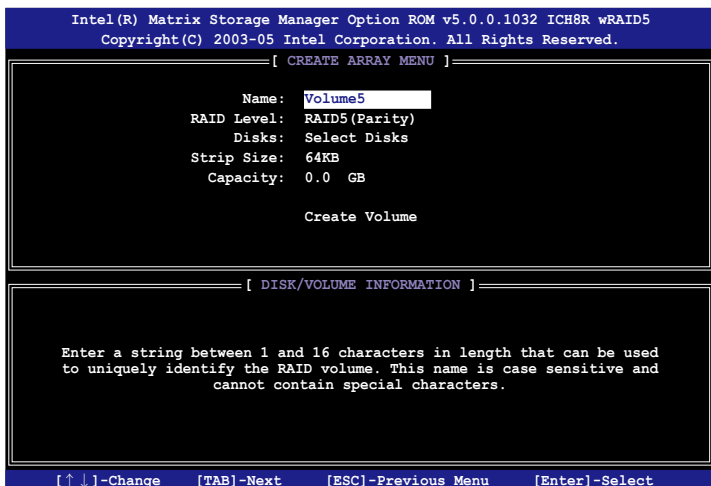 Intel(R) Matrix Storage Manager Option ROM v5.0.0.1032 ICH8R wRAID5
Copyright(C) 2003-05 Intel Corporation. All Rights Reserved.
[ CREATE ARRAY MENU ]
Name: Volume5
RAID Level: RAID5(Parity)
Disks: Select Disks
Strip Size: 64KB
Capacity: 0.0 GB
Create Volume
[ DISK/VOLUME INFORMATION ]
Enter a string between 1 and 16 characters in length that can be used
to uniquely identify the RAID volume. This name is case sensitive and
cannot contain special characters.
[↑↓]-Change [TAB]-Next [ESC]-Previous Menu [Enter]-Select